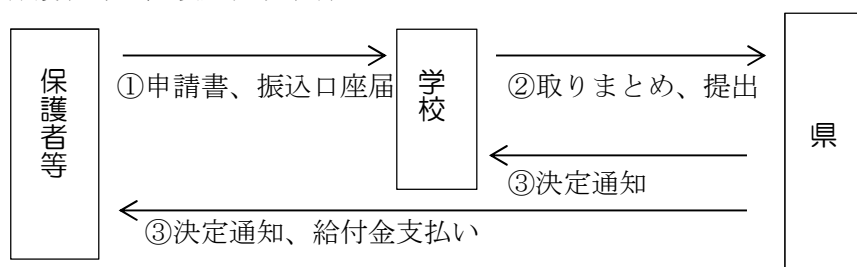 保護者等
①申請書、振込口座届
学校
②取りまとめ、提出
県
③決定通知
③決定通知、給付金支払い